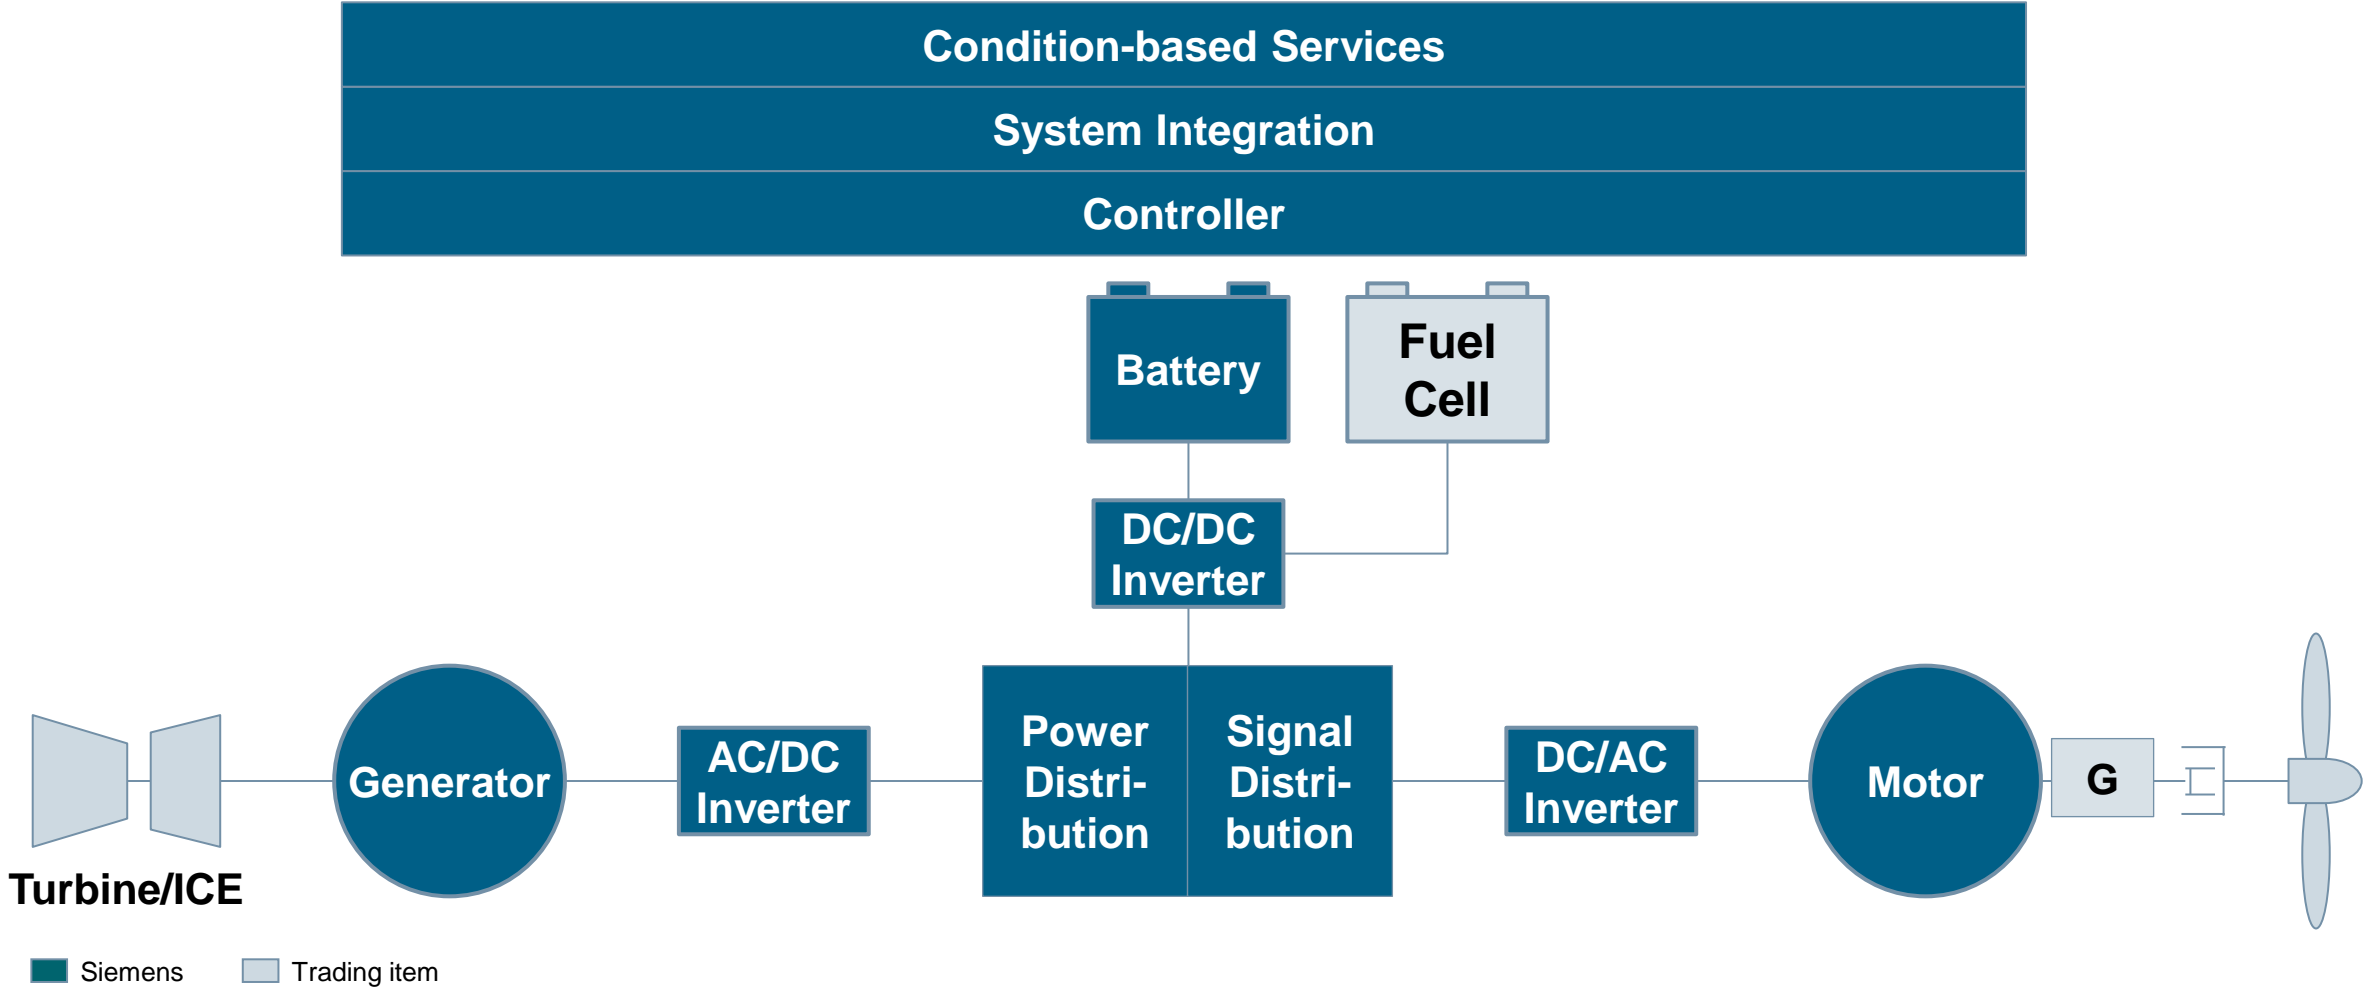 Condition-based Services
System Integration
Controller
Battery
Fuel
Cell
DC/DC
Inverter
Generator
AC/DC
Inverter
Power
Distri-
bution
Signal
Distri-
bution
DC/AC
Inverter
Motor
G
Turbine/ICE
Siemens
Trading item